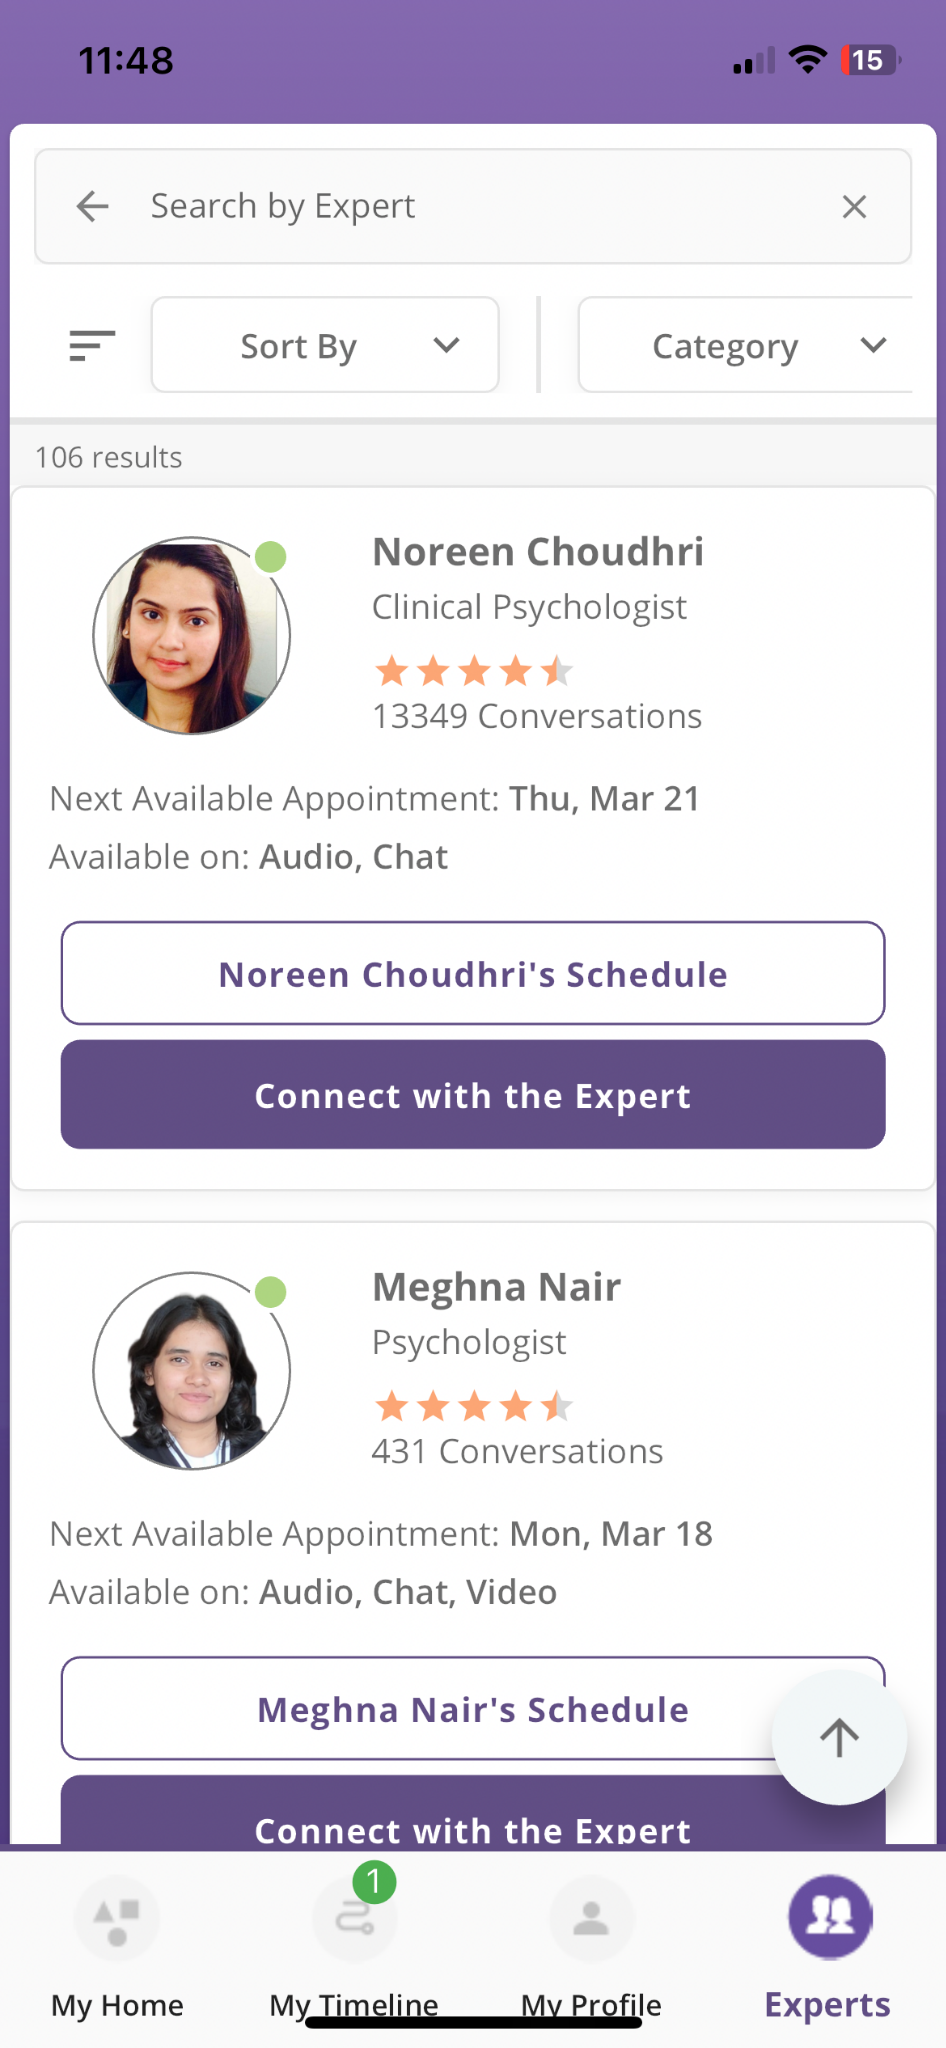 11:48
15
Search by Expert
Sort By
Category
106 results
Noreen Choudhri
Clinical Psychologist
13349 Conversations
Next Available Appointment: Thu, Mar 21
Available on: Audio, Chat
Noreen Choudhri's Schedule
Connect with the Expert
Meghna Nair
Psychologist
431 Conversations
Next Available Appointment: Mon, Mar 18
Available on: Audio, Chat, Video
Meghna Nair's Schedule
Connect with the Expert
1
My Home
My Timeline
My Profile
Experts